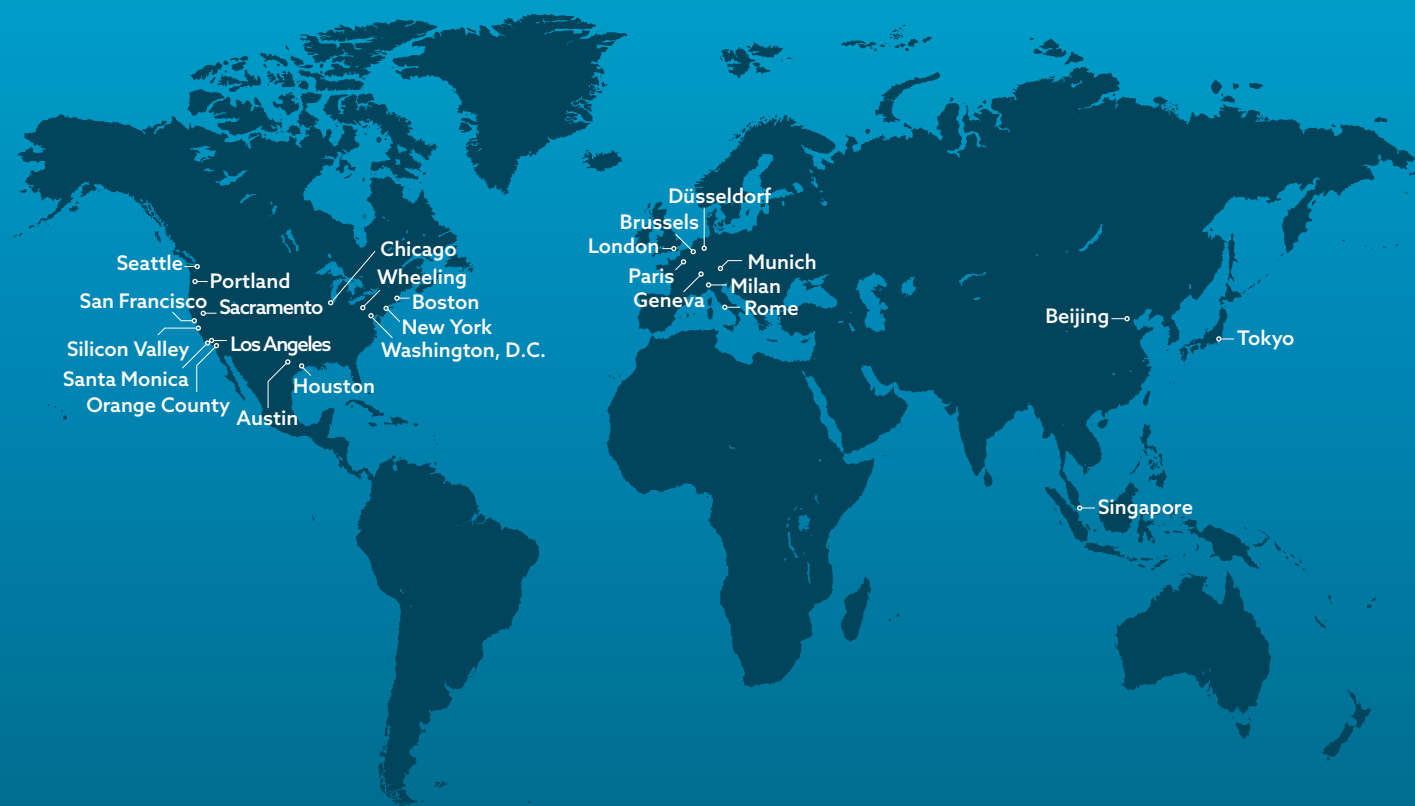 Seattle
Portland
San Francisco
Sacramento
Silicon Valley
Los Angeles
Santa Monica
Orange County
Austin
Houston
Chicago
Wheeling
Boston
New York
Washington, D.C.
Düsseldorf
Brussels
London
Paris
Geneva
Munich
Milan
Rome
Beijing
Tokyo
Singapore